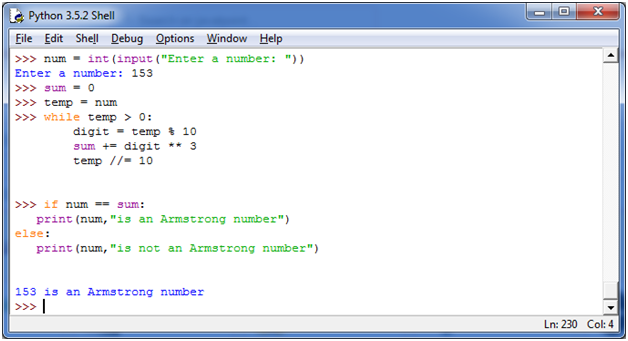 Python 3.5.2 Shell
File Edit Shell Debug Options Window Help
>>> num = int(input("Enter a number: "))
Enter a number: 153
>>> sum = 0
>>> temp = num
>>> while temp > 0:
        digit = temp % 10
        sum += digit ** 3
        temp //= 10
>>> if num == sum:
   print(num,"is an Armstrong number")
else:
   print(num,"is not an Armstrong number")
153 is an Armstrong number
>>>
Ln: 230 Col: 4